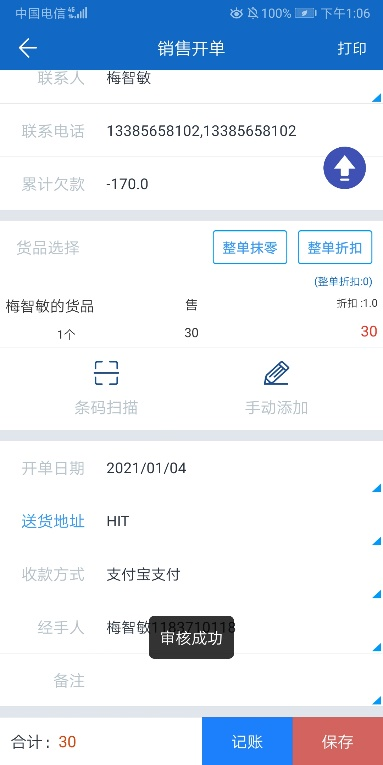 中国电信 100% 下午1:06
销售开单 打印
联系人 梅智敏
联系电话 13385658102,13385658102
累计欠款 -170.0
货品选择 整单抹零 整单折扣
(整单折扣:0)
梅智敏的货品 售 折扣:1.0
1个 30 30
条码扫描 手动添加
开单日期 2021/01/04
送货地址 HIT
收款方式 支付宝支付
经手人 梅智敏1183710118
审核成功
备注
合计：30 记账 保存